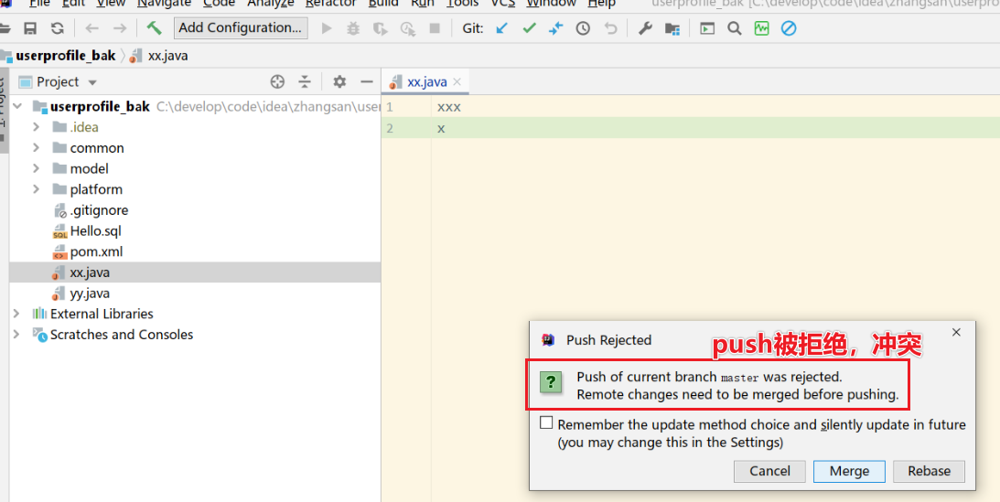 File Edit View Navigate Code Analyze Refactor Build Run Tools VCS Window Help userprofile_bak [C:\develop\code\idea\zhangsan\userprofile
Add Configuration... Git:
userprofile_bak xx.java
Project
xx.java
1: Project
userprofile_bak C:\develop\code\idea\zhangsan\user
.idea
common
model
platform
.gitignore
Hello.sql
pom.xml
xx.java
yy.java
External Libraries
Scratches and Consoles
1 xxx
2 x
Push Rejected
push被拒绝，冲突
Push of current branch master was rejected.
Remote changes need to be merged before pushing.
Remember the update method choice and silently update in future
(you may change this in the Settings)
Cancel Merge Rebase